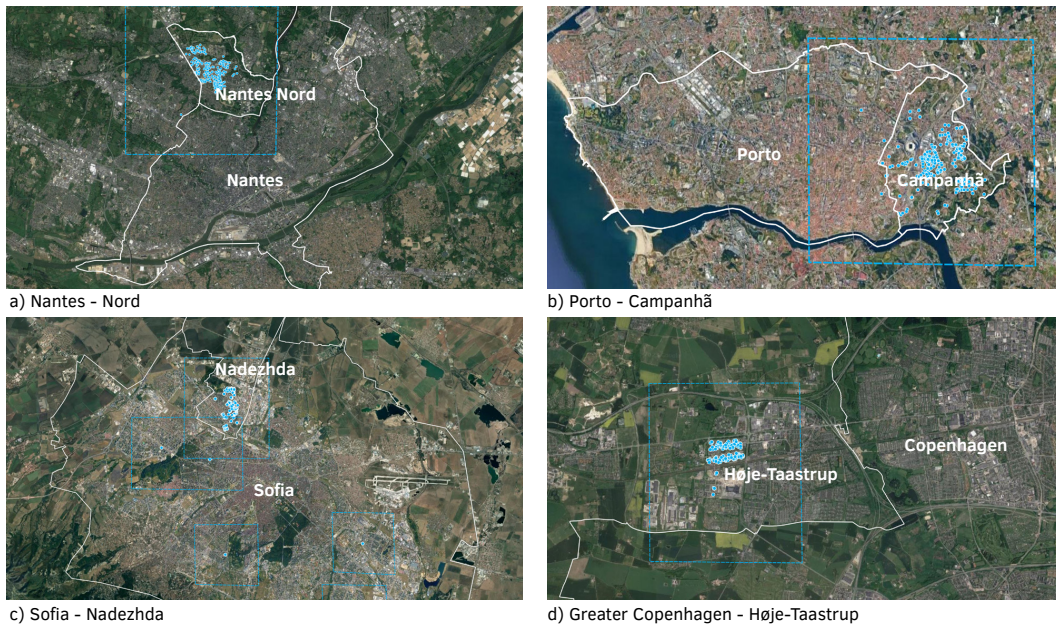 Nantes Nord
Nantes
a) Nantes - Nord
Porto
Campanhã
b) Porto - Campanhã
Nadezhda
Sofia
c) Sofia - Nadezhda
Copenhagen
Høje-Taastrup
d) Greater Copenhagen - Høje-Taastrup